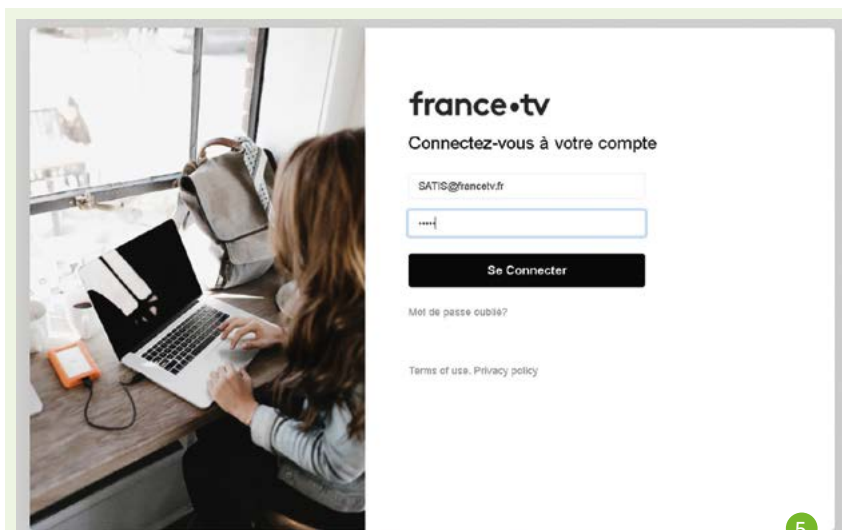 france•tv
Connectez-vous à votre compte
SATIS@francetv.fr
•••••
Se Connecter
Mot de passe oublié?
Terms of use. Privacy policy
5